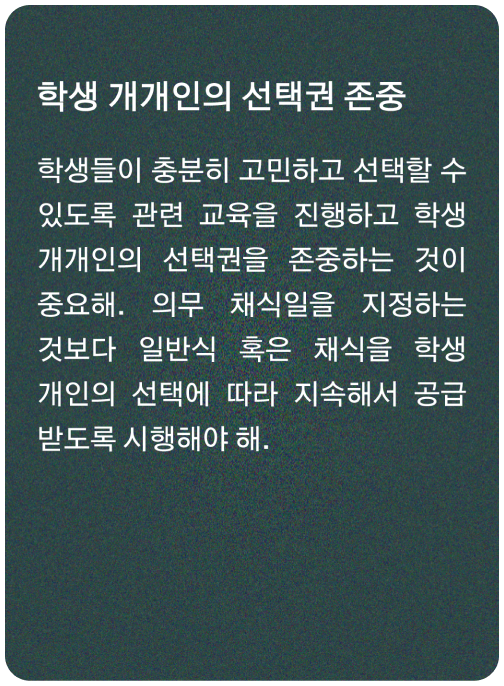 학생 개개인의 선택권 존중
학생들이 충분히 고민하고 선택할 수
있도록 관련 교육을 진행하고 학생
개개인의 선택권을 존중하는 것이
중요해. 의무 채식일을 지정하는
것보다 일반식 혹은 채식을 학생
개인의 선택에 따라 지속해서 공급
받도록 시행해야 해.